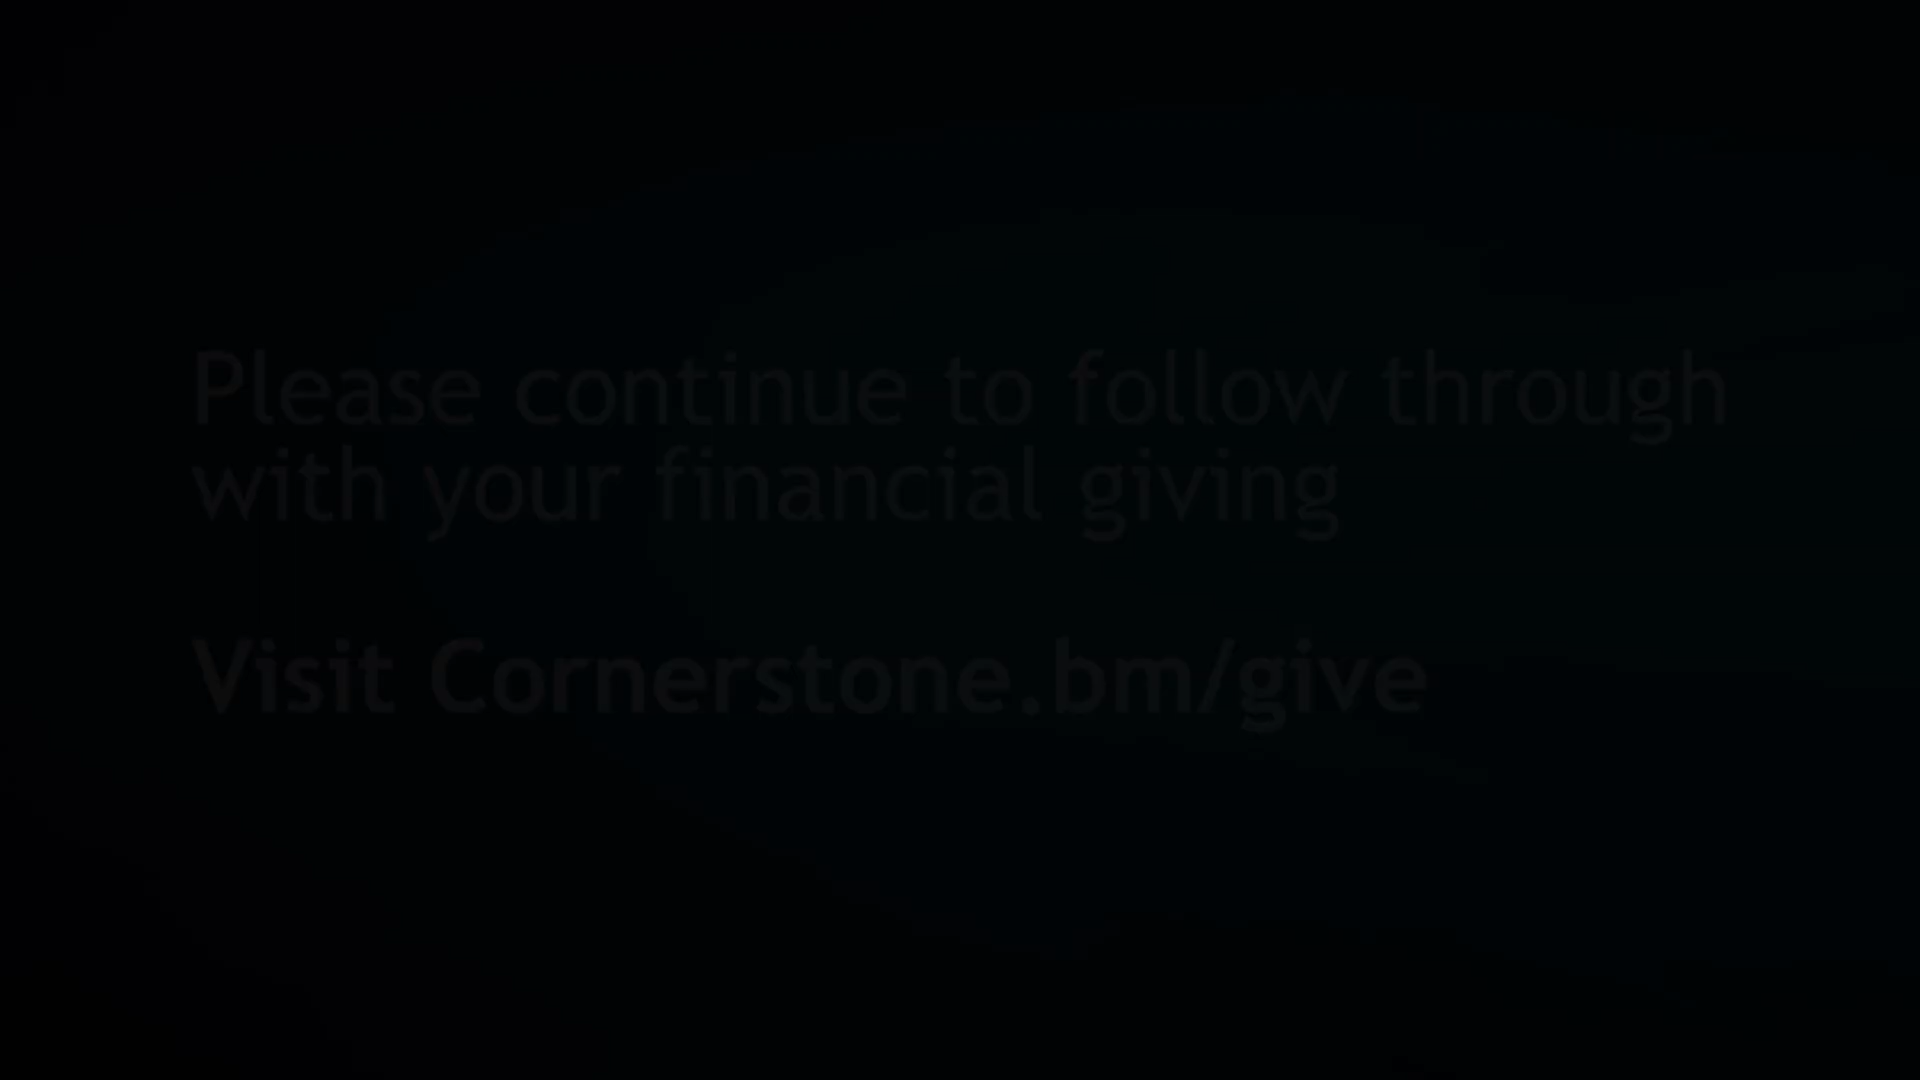 Please continue to follow through
with your financial giving
Visit Cornerstone.bm/give